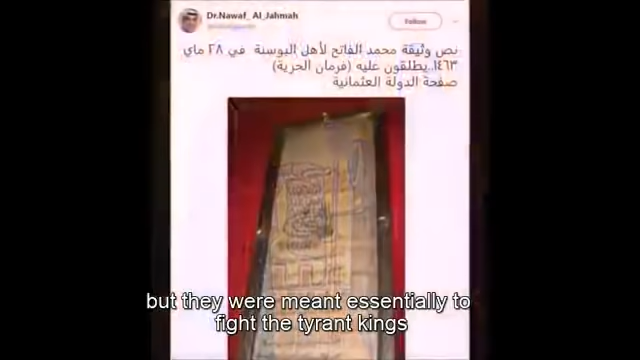 Dr.Nawaf_Al_Jahmah
Follow
نص وثيقة محمد الفاتح لأهل البوسنة في ٢٨ ماي
١٤٦٣..يطلقون عليه (فرمان الحرية)
صفحة الدولة العثمانية
but they were meant essentially to
fight the tyrant kings